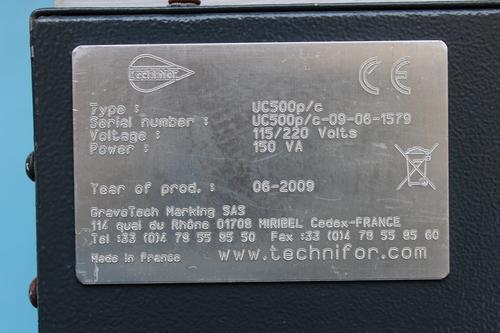 technifor
CE
Type : UC500p/c
Serial number : UC500p/c-09-06-1579
Voltage : 115/220 Volts
Power : 150 VA
Year of prod. : 06-2009
GravoTech Marking SAS
114 quai du Rhône 01708 MIRIBEL Cedex-FRANCE
Tel :33 (0)4 78 55 85 50 Fax :33 (0)4 78 55 85 60
Made in France www.technifor.com